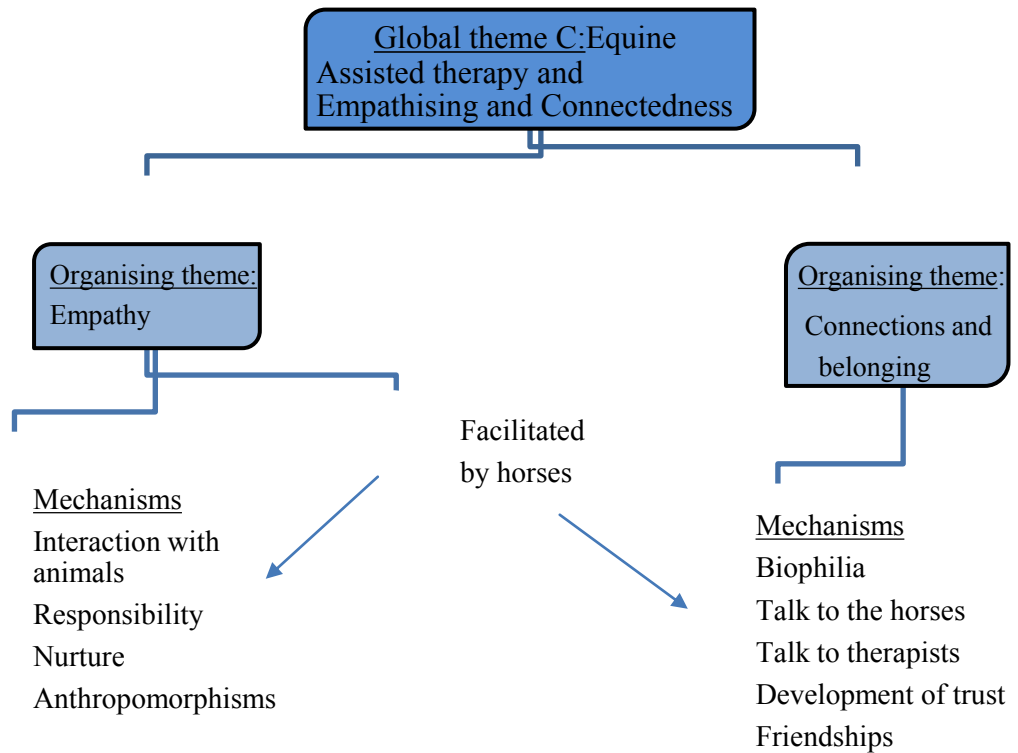 Global theme C:Equine
Assisted therapy and
Empathising and Connectedness
Organising theme:
Empathy
Organising theme:
Connections and
belonging
Facilitated
by horses
Mechanisms
Interaction with
animals
Responsibility
Nurture
Anthropomorphisms
Mechanisms
Biophilia
Talk to the horses
Talk to therapists
Development of trust
Friendships